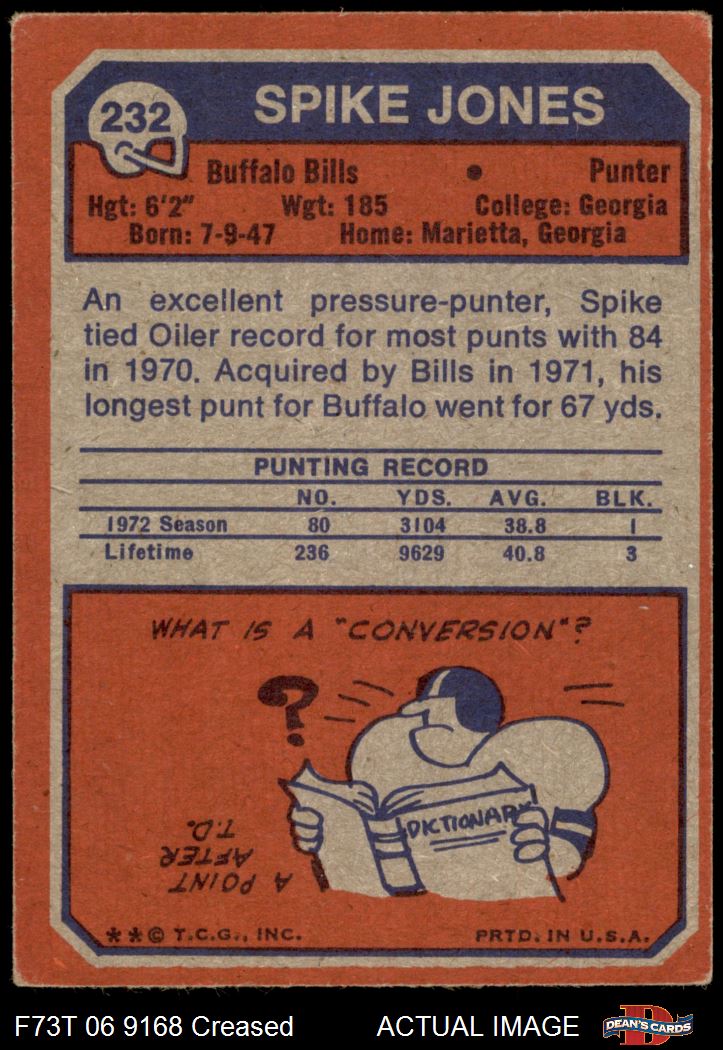 232
SPIKE JONES
Buffalo Bills • Punter
Hgt: 6'2" Wgt: 185 College: Georgia
Born: 7-9-47 Home: Marietta, Georgia
An excellent pressure-punter, Spike
tied Oiler record for most punts with 84
in 1970. Acquired by Bills in 1971, his
longest punt for Buffalo went for 67 yds.
PUNTING RECORD
NO. YDS. AVG. BLK.
1972 Season 80 3104 38.8 1
Lifetime 236 9629 40.8 3
WHAT IS A "CONVERSION"?
?
DICTIONARY
A POINT
AFTER
T.D.
**© T.C.G., INC. PRTD. IN U.S.A.
F73T 06 9168 Creased ACTUAL IMAGE
D
DEAN'S CARDS